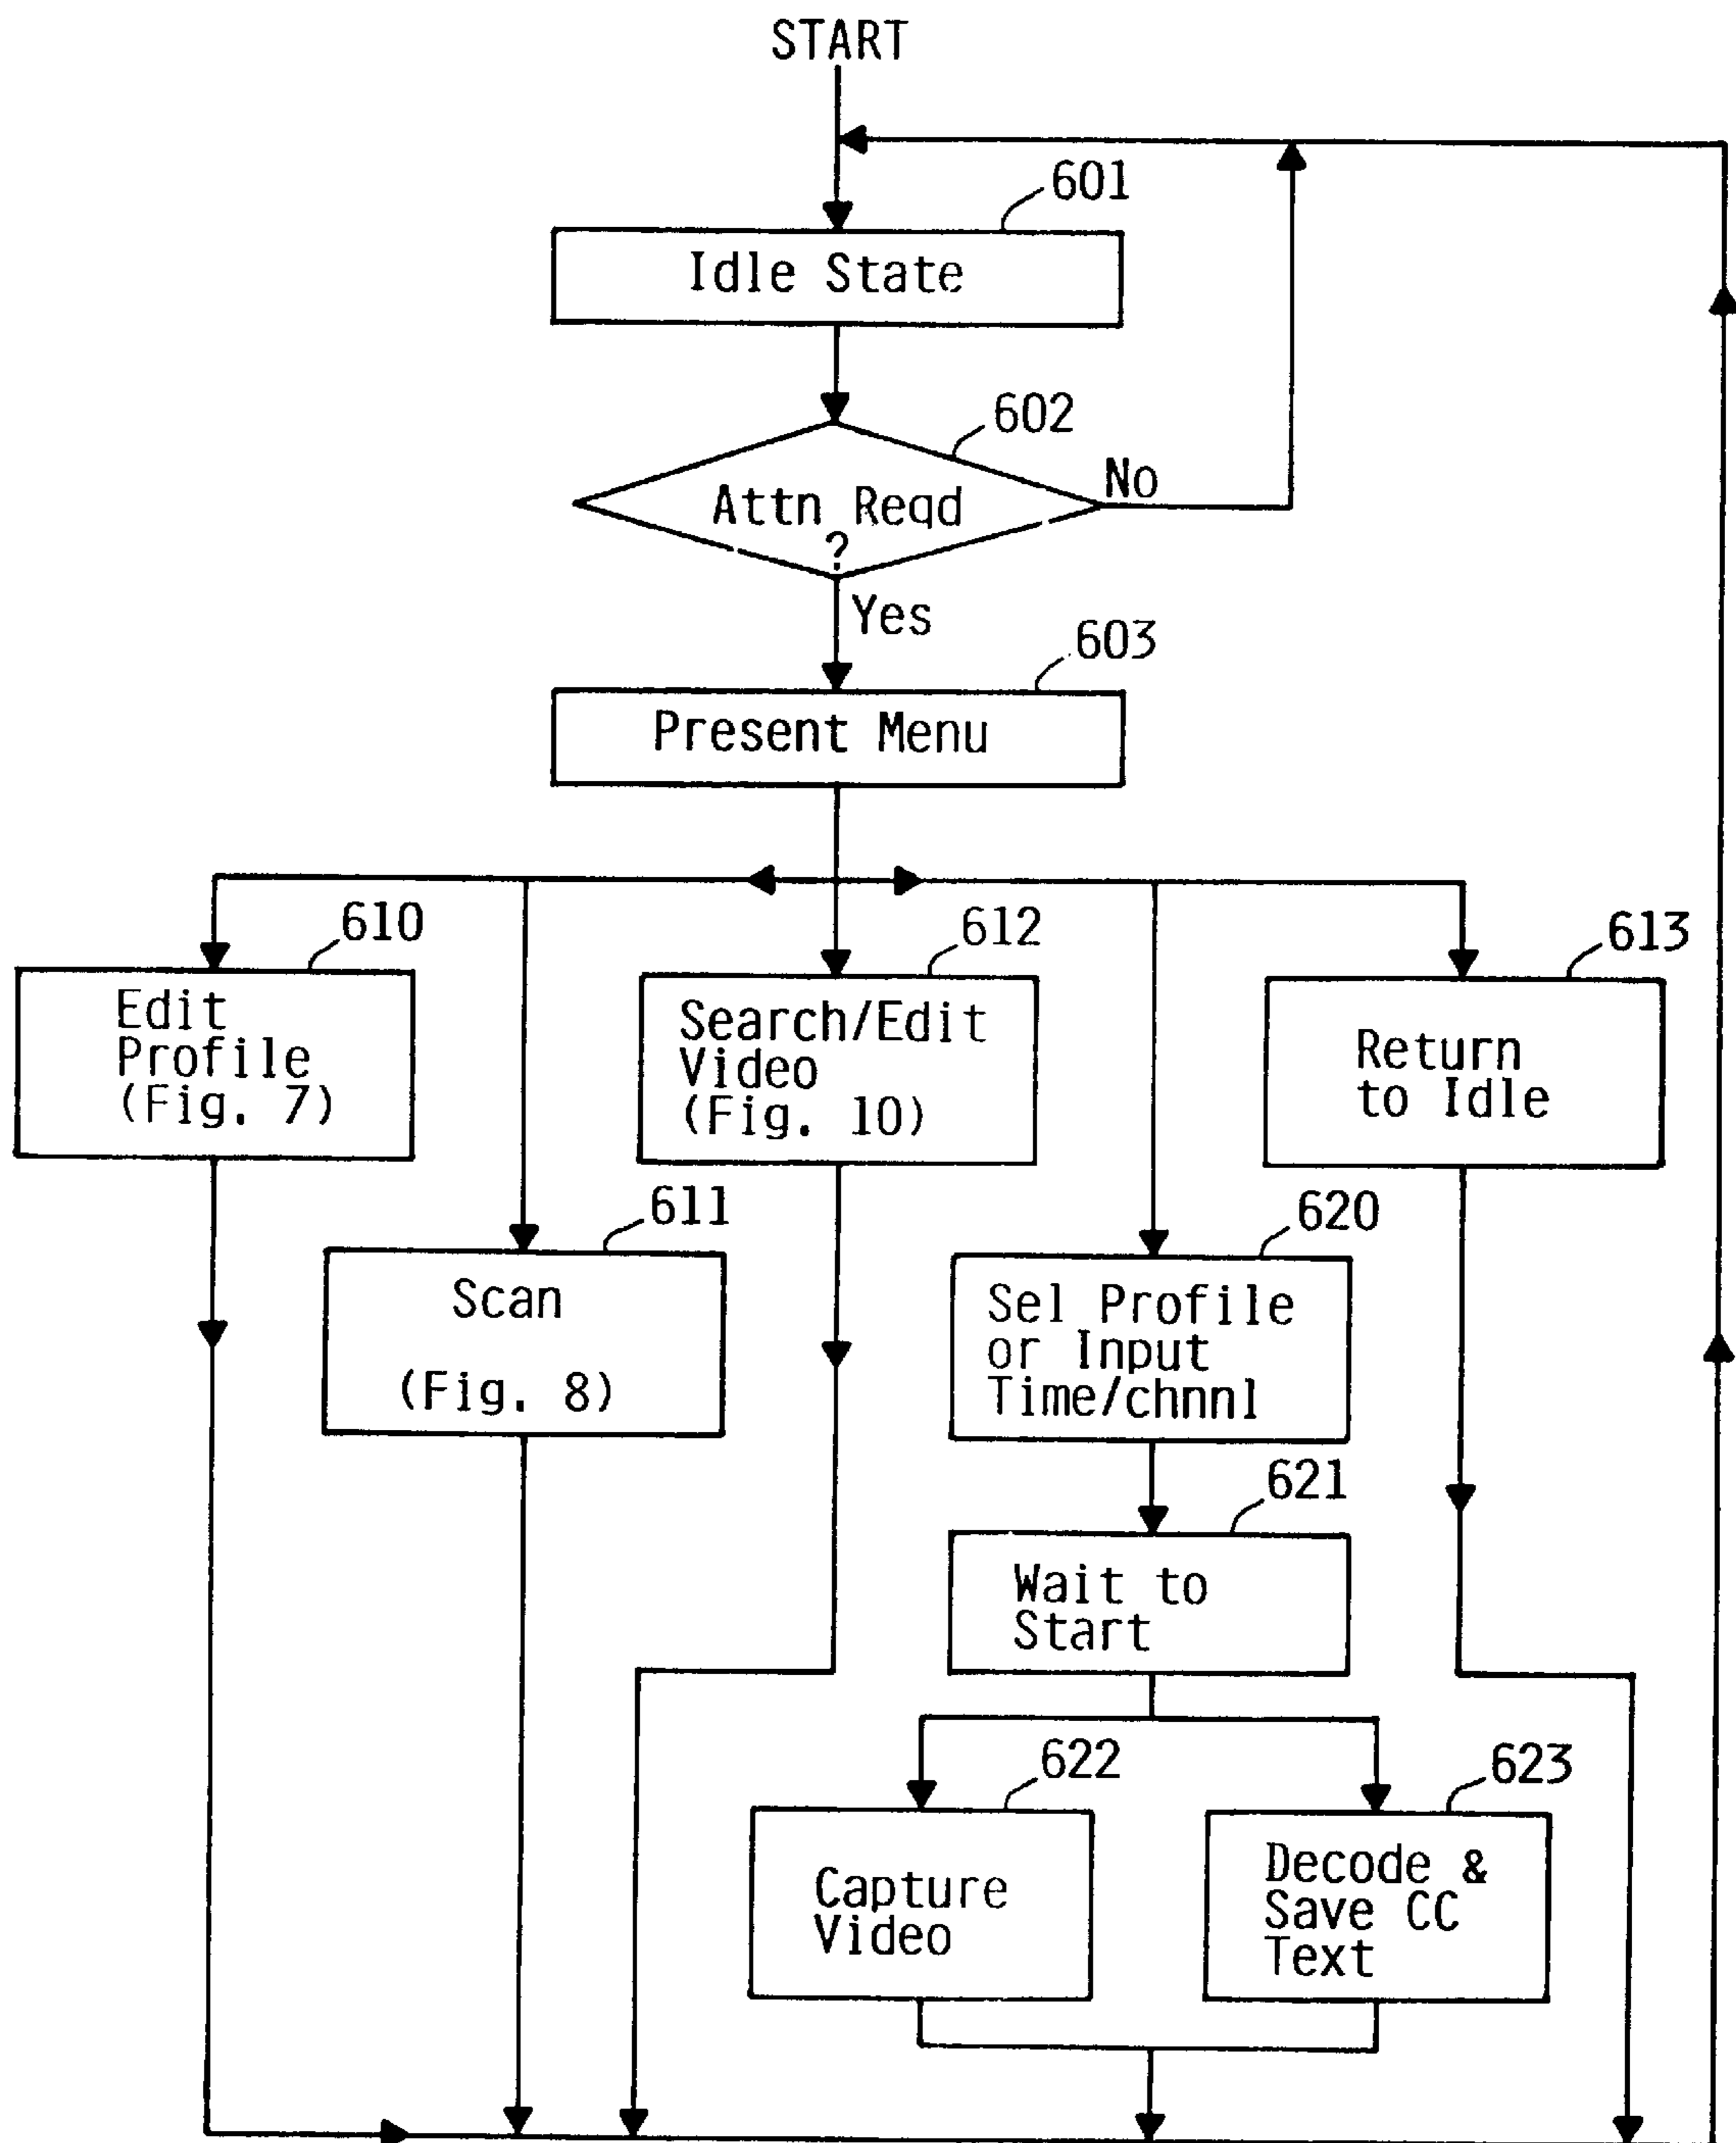 START
601
Idle State
602
Attn Reqd
?
No
Yes
603
Present Menu
610
612
613
Edit
Profile
(Fig. 7)
Search/Edit
Video
(Fig. 10)
Return
to Idle
611
620
Scan
(Fig. 8)
Sel Profile
or Input
Time/chnnl
621
Wait to
Start
622
623
Capture
Video
Decode &
Save CC
Text